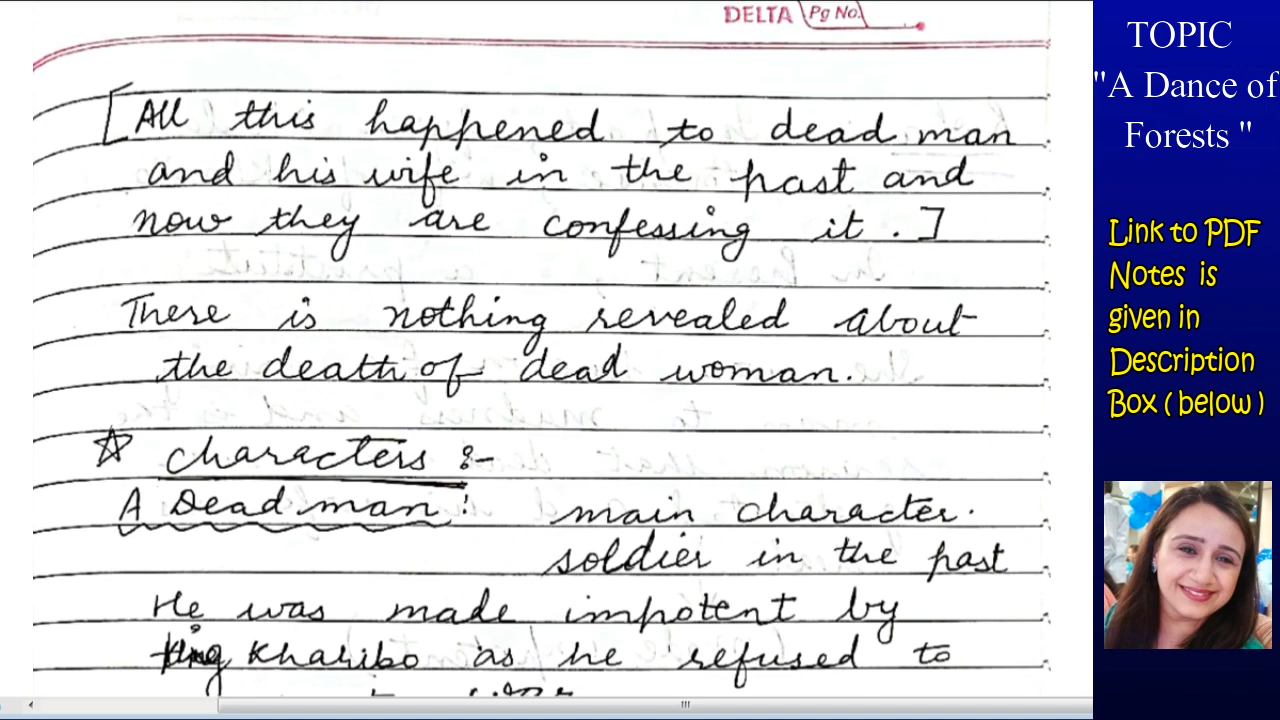 DELTA Pg No.
[All this happened to dead man
and his wife in the past and
now they are confessing it.]
There is nothing revealed about
the death of dead woman.
☆ Characters :-
A Dead man : main character.
soldier in the past
He was made impotent by
king Kharibo as he refused to
TOPIC
"A Dance of
Forests "
Link to PDF
Notes is
given in
Description
Box ( below )